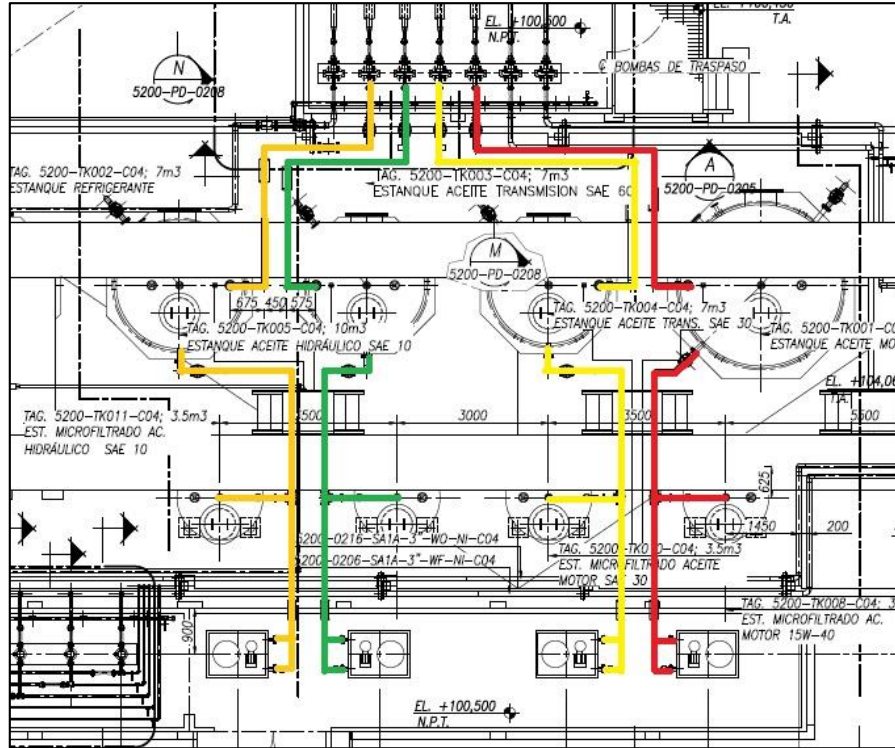 EL. +100,500
N.P.T.
T.A.
N
5200-PD-0208
℄ BOMBAS DE TRASPASO
TAG. 5200-TK002-C04; 7m3
ESTANQUE REFRIGERANTE
TAG. 5200-TK003-C04; 7m3
ESTANQUE ACEITE TRANSMISION SAE 60
A
5200-PD-0205
M
5200-PD-0208
675 450 575
TAG. 5200-TK005-C04; 10m3
ESTANQUE ACEITE HIDRÁULICO SAE 10
TAG. 5200-TK004-C04; 7m3
ESTANQUE ACEITE TRANS. SAE 30
TAG. 5200-TK001-C0
ESTANQUE ACEITE MO
EL. +104,06
T.A.
TAG. 5200-TK011-C04; 3.5m3
EST. MICROFILTRADO AC.
HIDRÁULICO SAE 10
3000
3500
5500
625
1450
200
5200-0216-SA1A-3"-WO-NI-C04
5200-0206-SA1A-3"-WF-NI-C04
TAG. 5200-TK010-C04; 3.5m3
EST. MICROFILTRADO ACEITE
MOTOR SAE 30
TAG. 5200-TK008-C04; 3
EST. MICROFILTRADO AC.
MOTOR 15W-40
900
EL. +100,500
N.P.T.